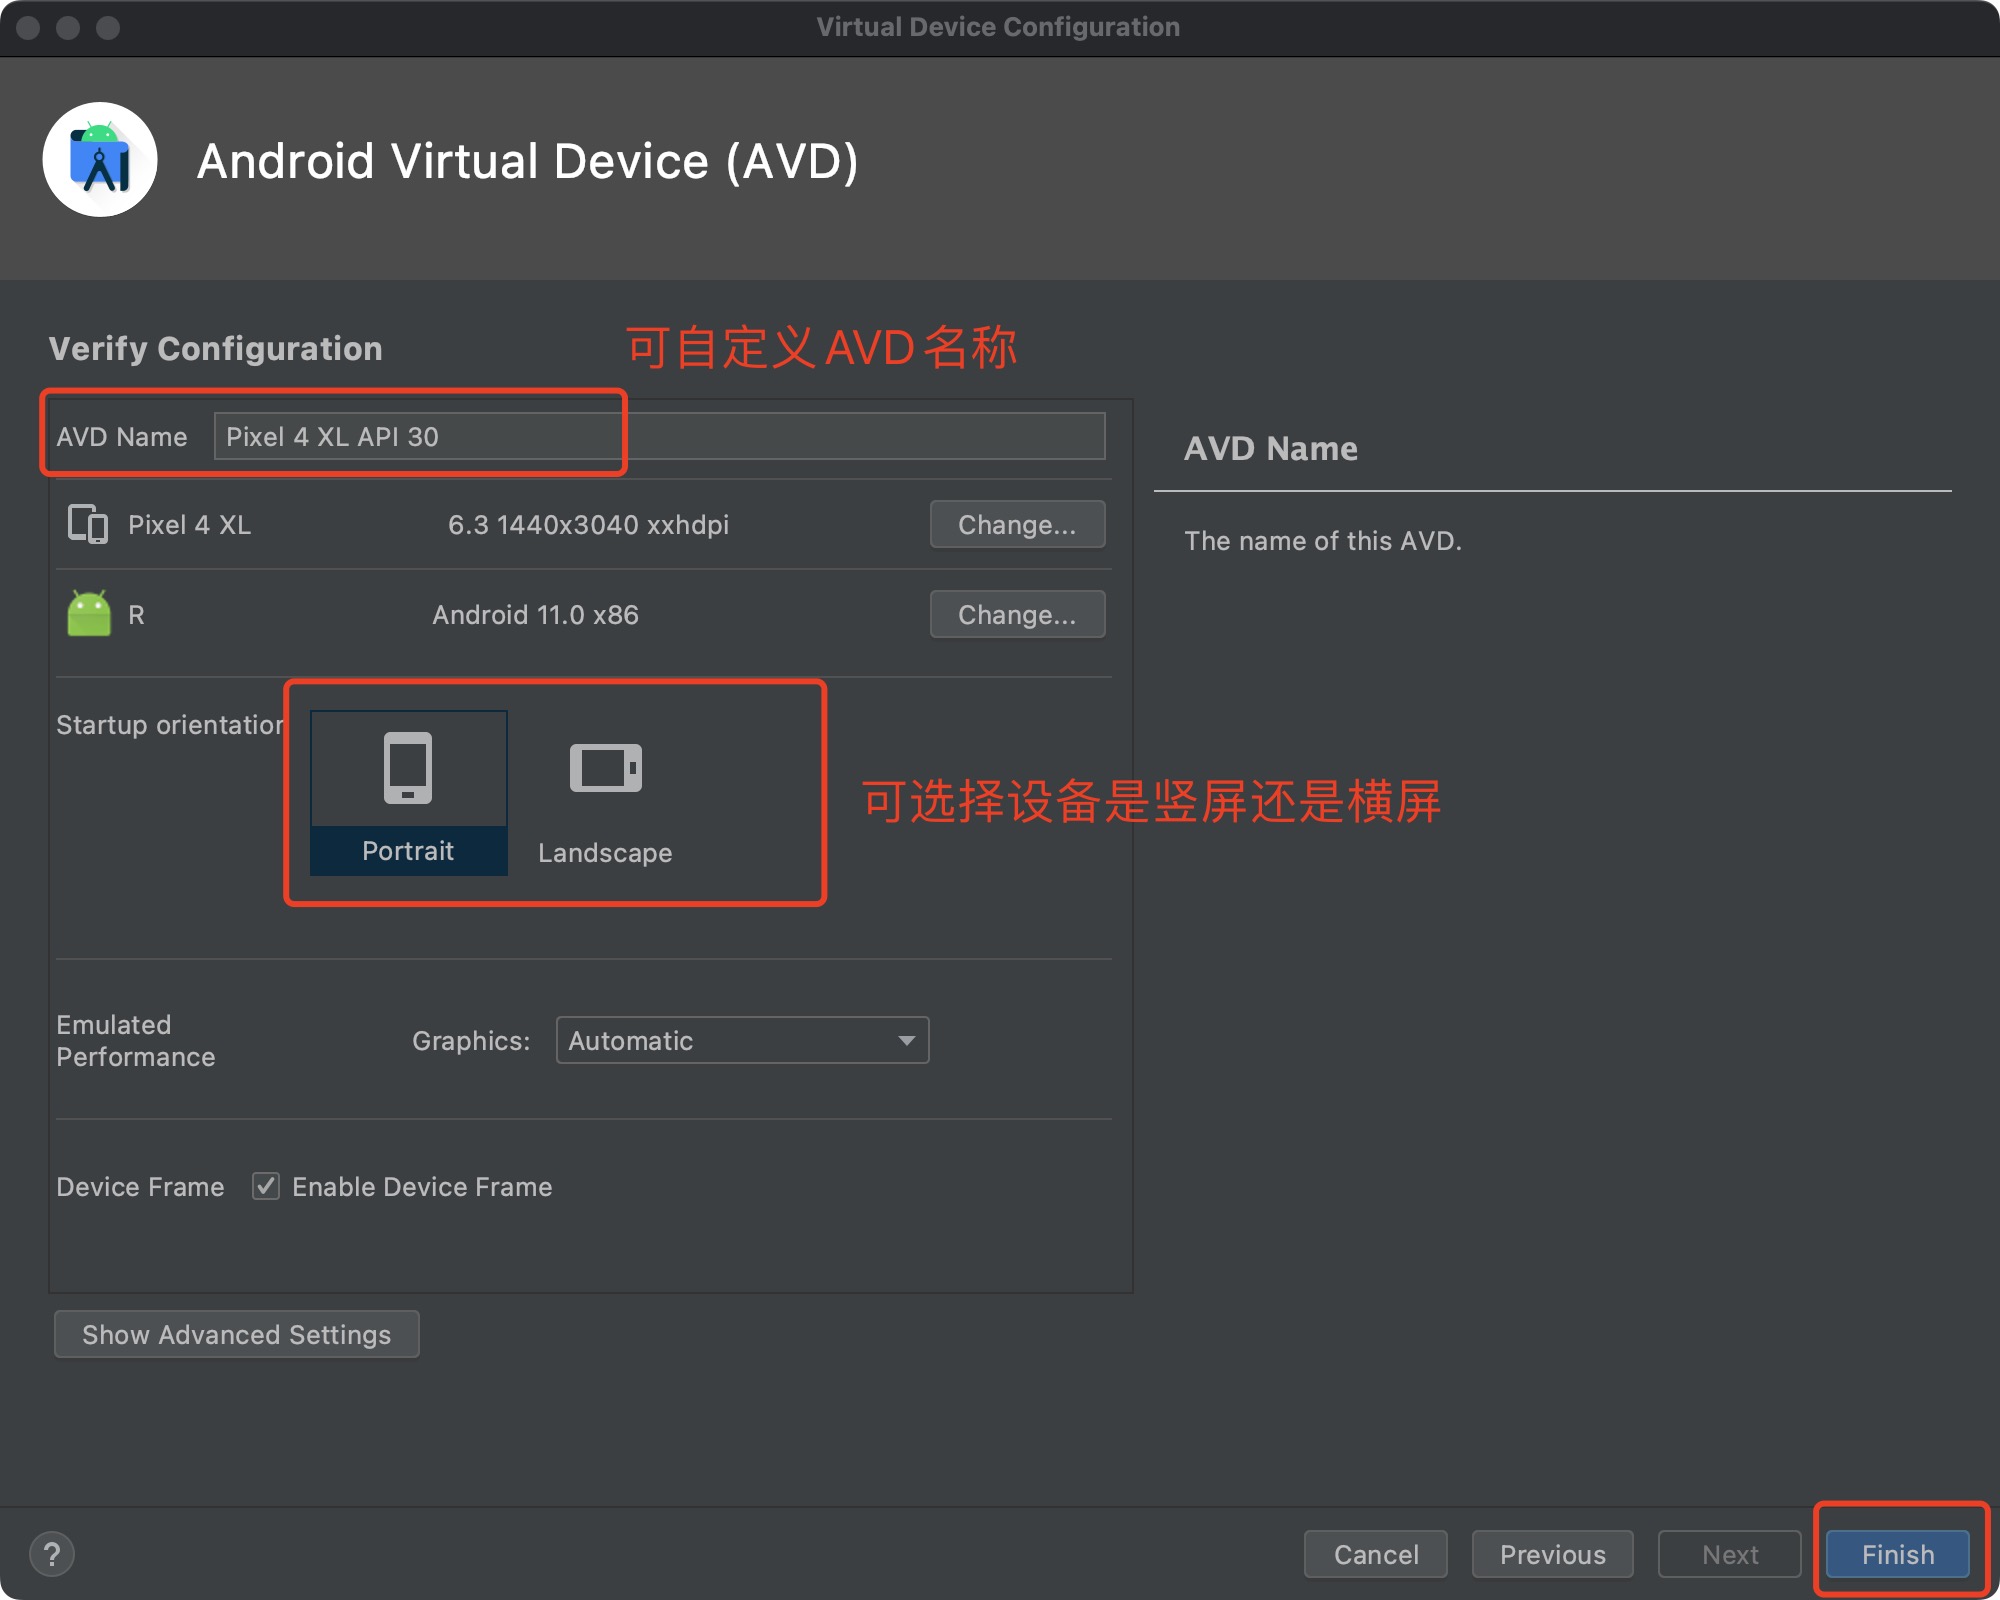 Virtual Device Configuration
Android Virtual Device (AVD)
Verify Configuration
可自定义AVD名称
AVD Name
Pixel 4 XL API 30
Pixel 4 XL
6.3 1440x3040 xxhdpi
Change...
R
Android 11.0 x86
Change...
Startup orientation
Portrait
Landscape
可选择设备是竖屏还是横屏
Emulated
Performance
Graphics:
Automatic
Device Frame
Enable Device Frame
Show Advanced Settings
AVD Name
The name of this AVD.
?
Cancel
Previous
Next
Finish